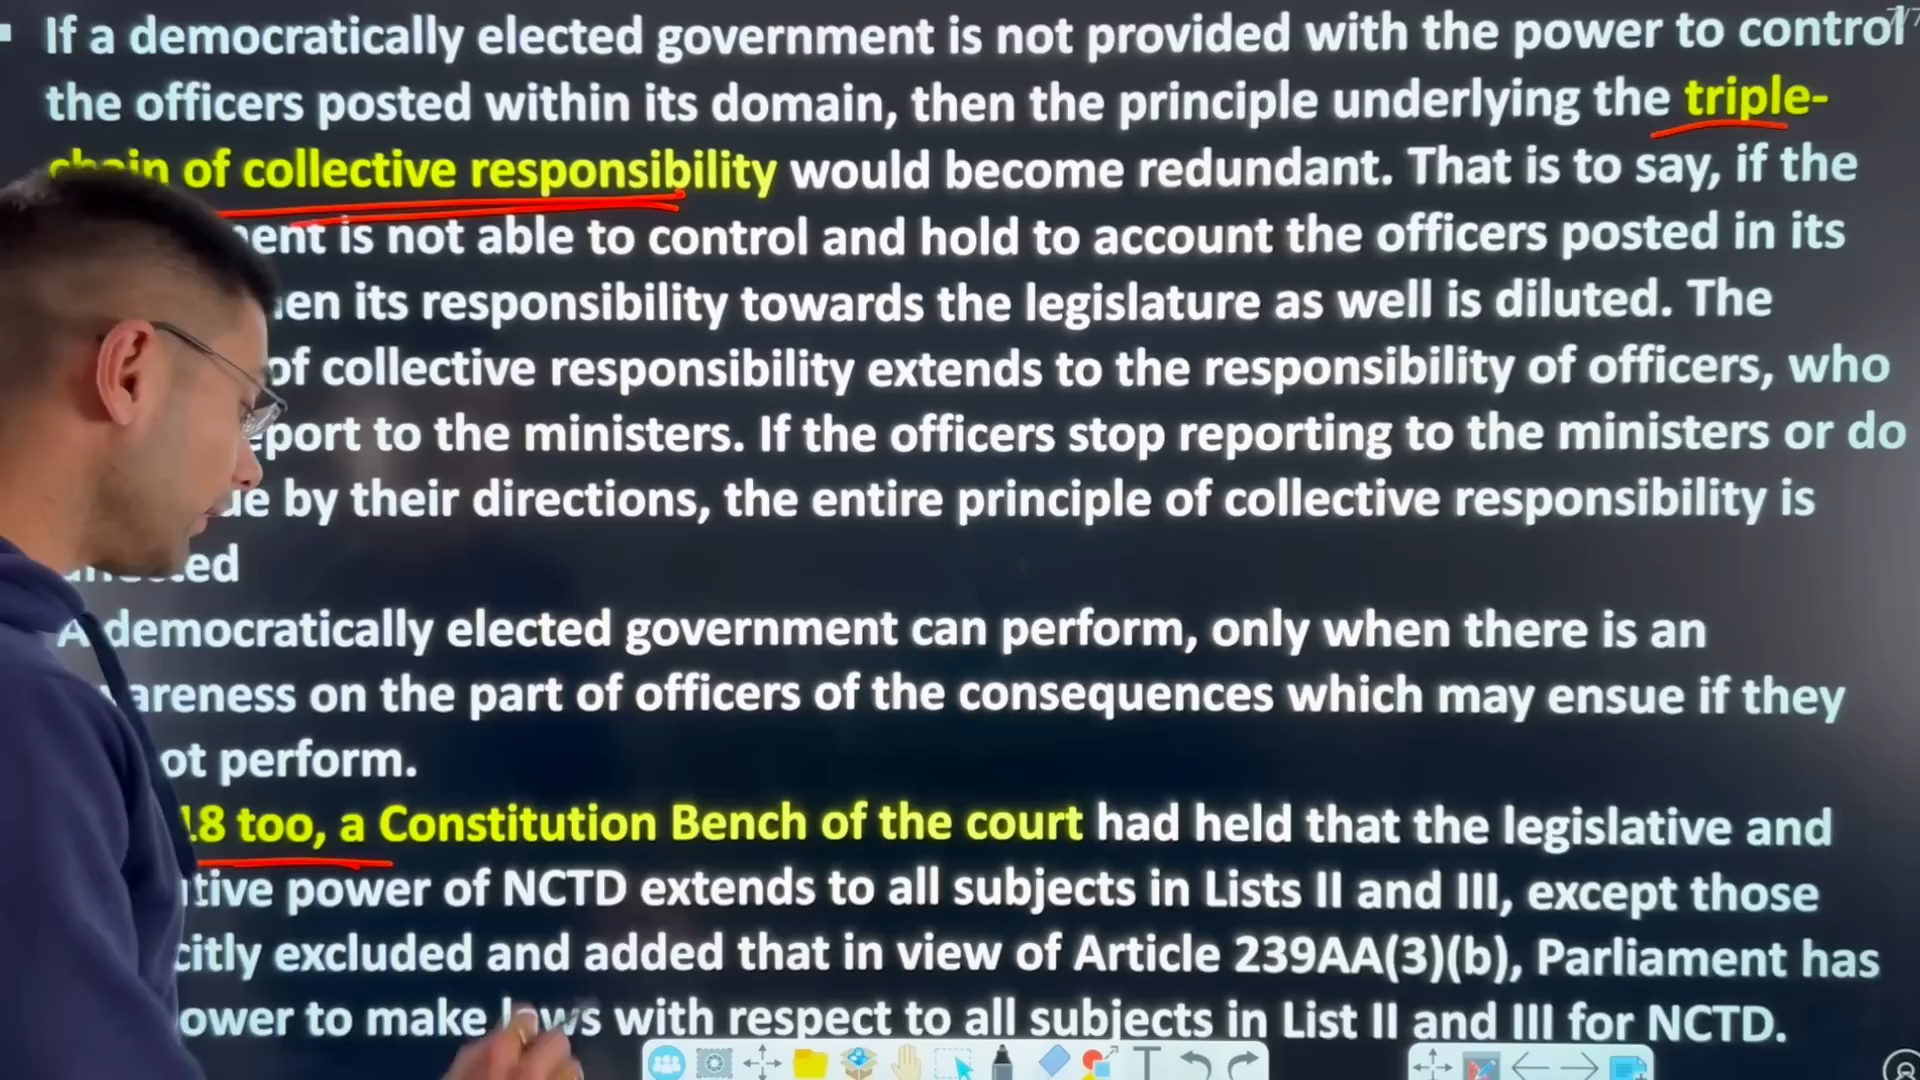 If a democratically elected government is not provided with the power to control
the officers posted within its domain, then the principle underlying the triple-
chain of collective responsibility would become redundant. That is to say, if the
is not able to control and hold to account the officers posted in its
its responsibility towards the legislature as well is diluted. The
of collective responsibility extends to the responsibility of officers, who
to the ministers. If the officers stop reporting to the ministers or do
by their directions, the entire principle of collective responsibility is
A democratically elected government can perform, only when there is an
on the part of officers of the consequences which may ensue if they
perform.
18 too, a Constitution Bench of the court had held that the legislative and
power of NCTD extends to all subjects in Lists II and III, except those
excluded and added that in view of Article 239AA(3)(b), Parliament has
to make laws with respect to all subjects in List II and III for NCTD.